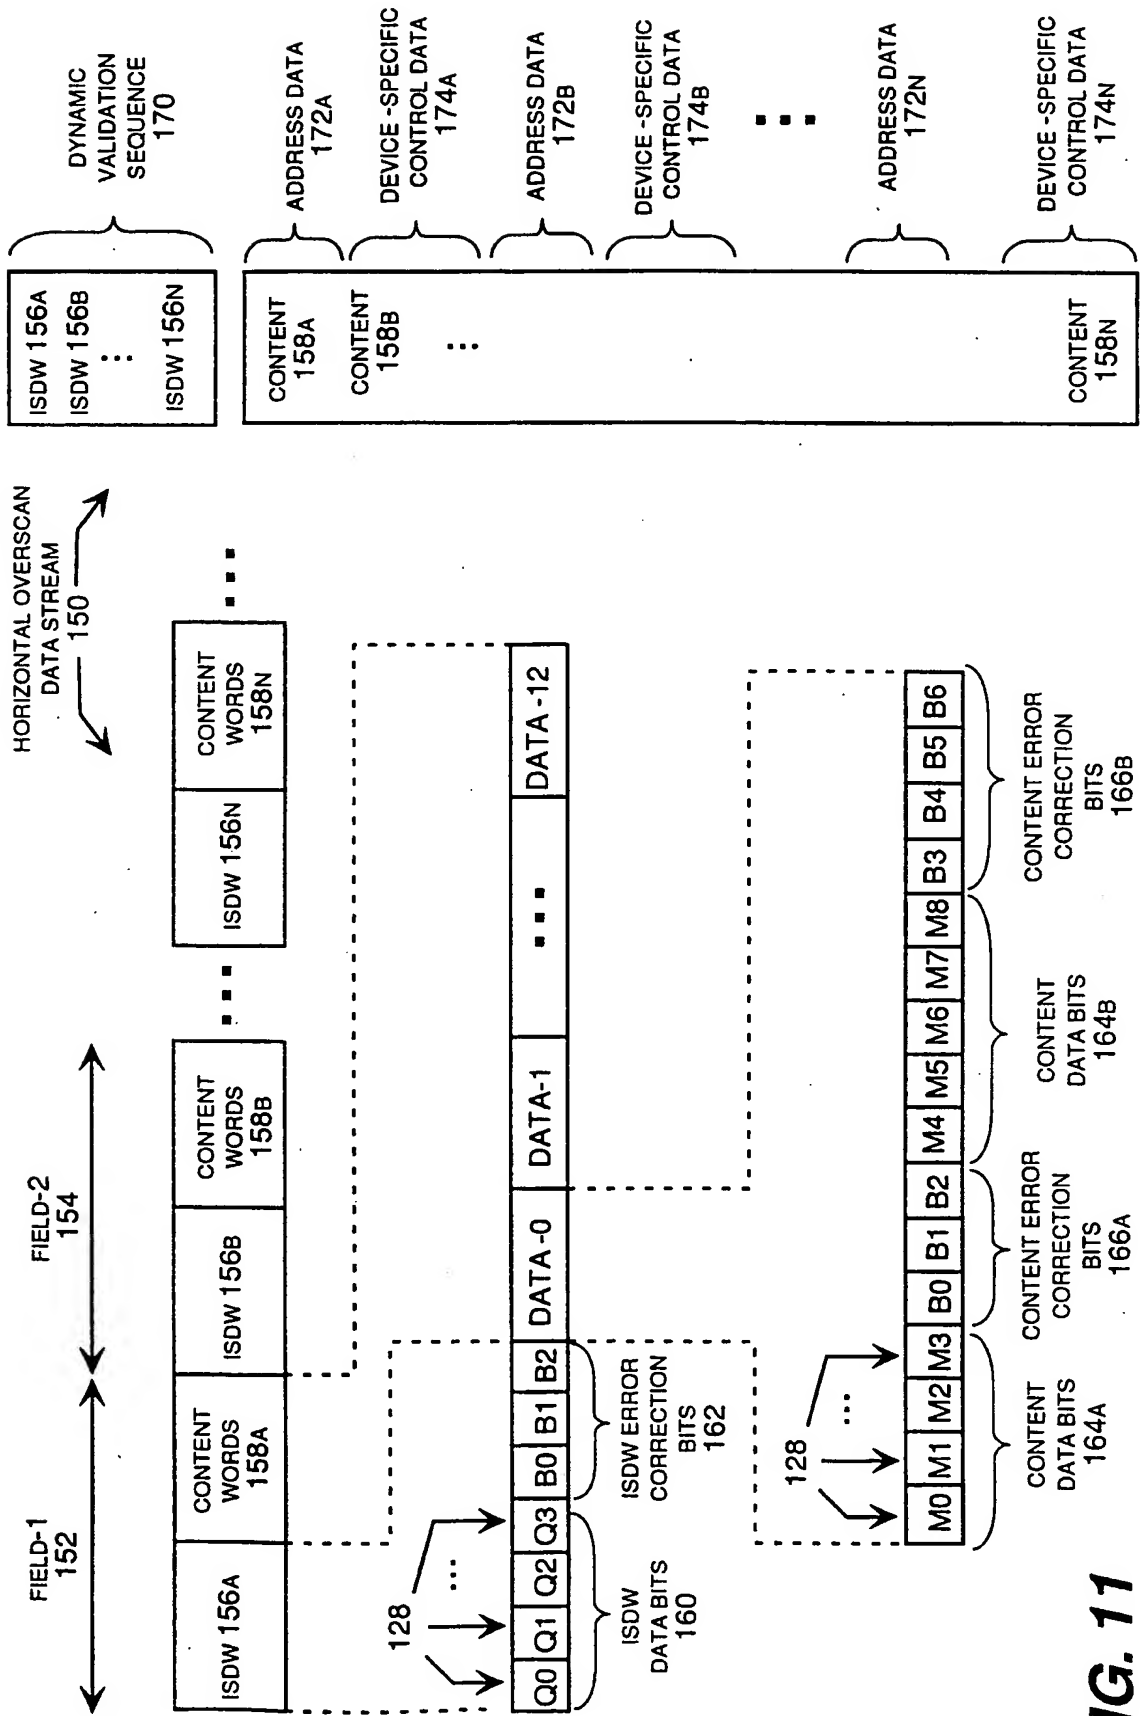 HORIZONTAL OVERSCAN
DATA STREAM
150
FIELD-1
152
FIELD-2
154
ISDW 156A
CONTENT
WORDS
158A
ISDW 156B
CONTENT
WORDS
158B
...
ISDW 156N
CONTENT
WORDS
158N
...
128
...
Q0 Q1 Q2 Q3 B0 B1 B2 DATA-0 DATA-1 ... DATA-12
ISDW
DATA BITS
160
ISDW ERROR
CORRECTION
BITS
162
128
...
M0 M1 M2 M3 B0 B1 B2 M4 M5 M6 M7 M8 B3 B4 B5 B6
CONTENT
DATA BITS
164A
CONTENT ERROR
CORRECTION
BITS
166A
CONTENT
DATA BITS
164B
CONTENT ERROR
CORRECTION
BITS
166B
ISDW 156A
ISDW 156B
...
ISDW 156N
DYNAMIC
VALIDATION
SEQUENCE
170
CONTENT
158A
CONTENT
158B
...
CONTENT
158N
ADDRESS DATA
172A
DEVICE-SPECIFIC
CONTROL DATA
174A
ADDRESS DATA
172B
DEVICE-SPECIFIC
CONTROL DATA
174B
...
ADDRESS DATA
172N
DEVICE-SPECIFIC
CONTROL DATA
174N
IG. 11